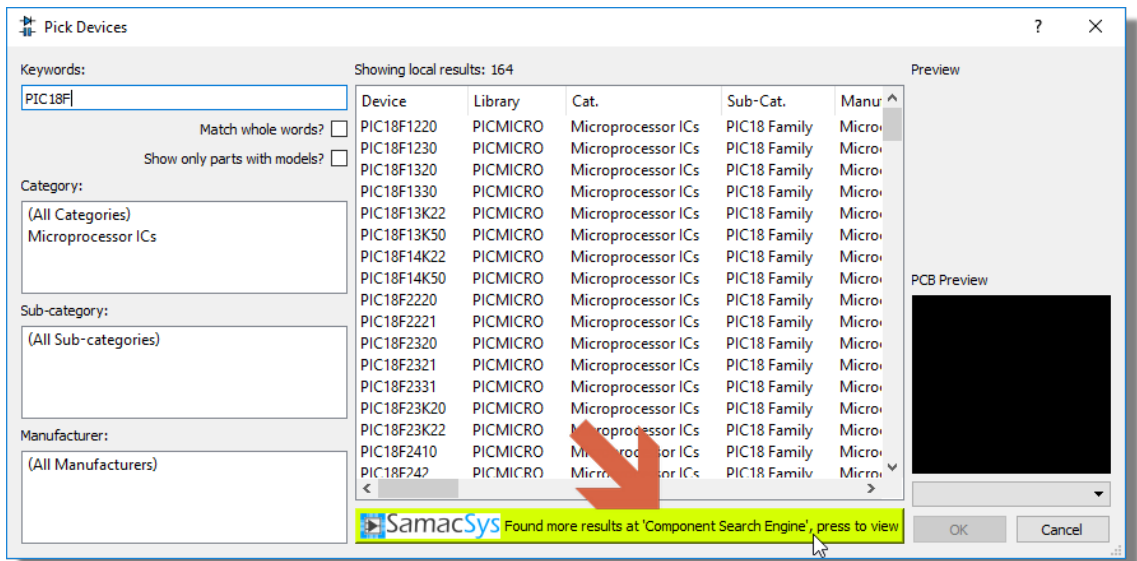 Pick Devices
?
Keywords:
PIC18F
Match whole words?
Show only parts with models?
Category:
(All Categories)
Microprocessor ICs
Sub-category:
(All Sub-categories)
Manufacturer:
(All Manufacturers)
Showing local results: 164
Device Library Cat. Sub-Cat.
PIC18F1220 PICMICRO Microprocessor ICs PIC18 Family
PIC18F1230 PICMICRO Microprocessor ICs PIC18 Family
PIC18F1320 PICMICRO Microprocessor ICs PIC18 Family
PIC18F1330 PICMICRO Microprocessor ICs PIC18 Family
PIC18F13K22 PICMICRO Microprocessor ICs PIC18 Family
PIC18F13K50 PICMICRO Microprocessor ICs PIC18 Family
PIC18F14K22 PICMICRO Microprocessor ICs PIC18 Family
PIC18F14K50 PICMICRO Microprocessor ICs PIC18 Family
PIC18F2220 PICMICRO Microprocessor ICs PIC18 Family
PIC18F2221 PICMICRO Microprocessor ICs PIC18 Family
PIC18F2320 PICMICRO Microprocessor ICs PIC18 Family
PIC18F2321 PICMICRO Microprocessor ICs PIC18 Family
PIC18F2331 PICMICRO Microprocessor ICs PIC18 Family
PIC18F23K20 PICMICRO Microprocessor ICs PIC18 Family
PIC18F23K22 PICMICRO Microprocessor ICs PIC18 Family
PIC18F2410 PICMICRO ICs PIC18 Family
PIC18F242 PICMICRO ICs PIC18 Family
SamacSys Found more results at 'Component Search Engine', press to view
Preview
PCB Preview
OK Cancel